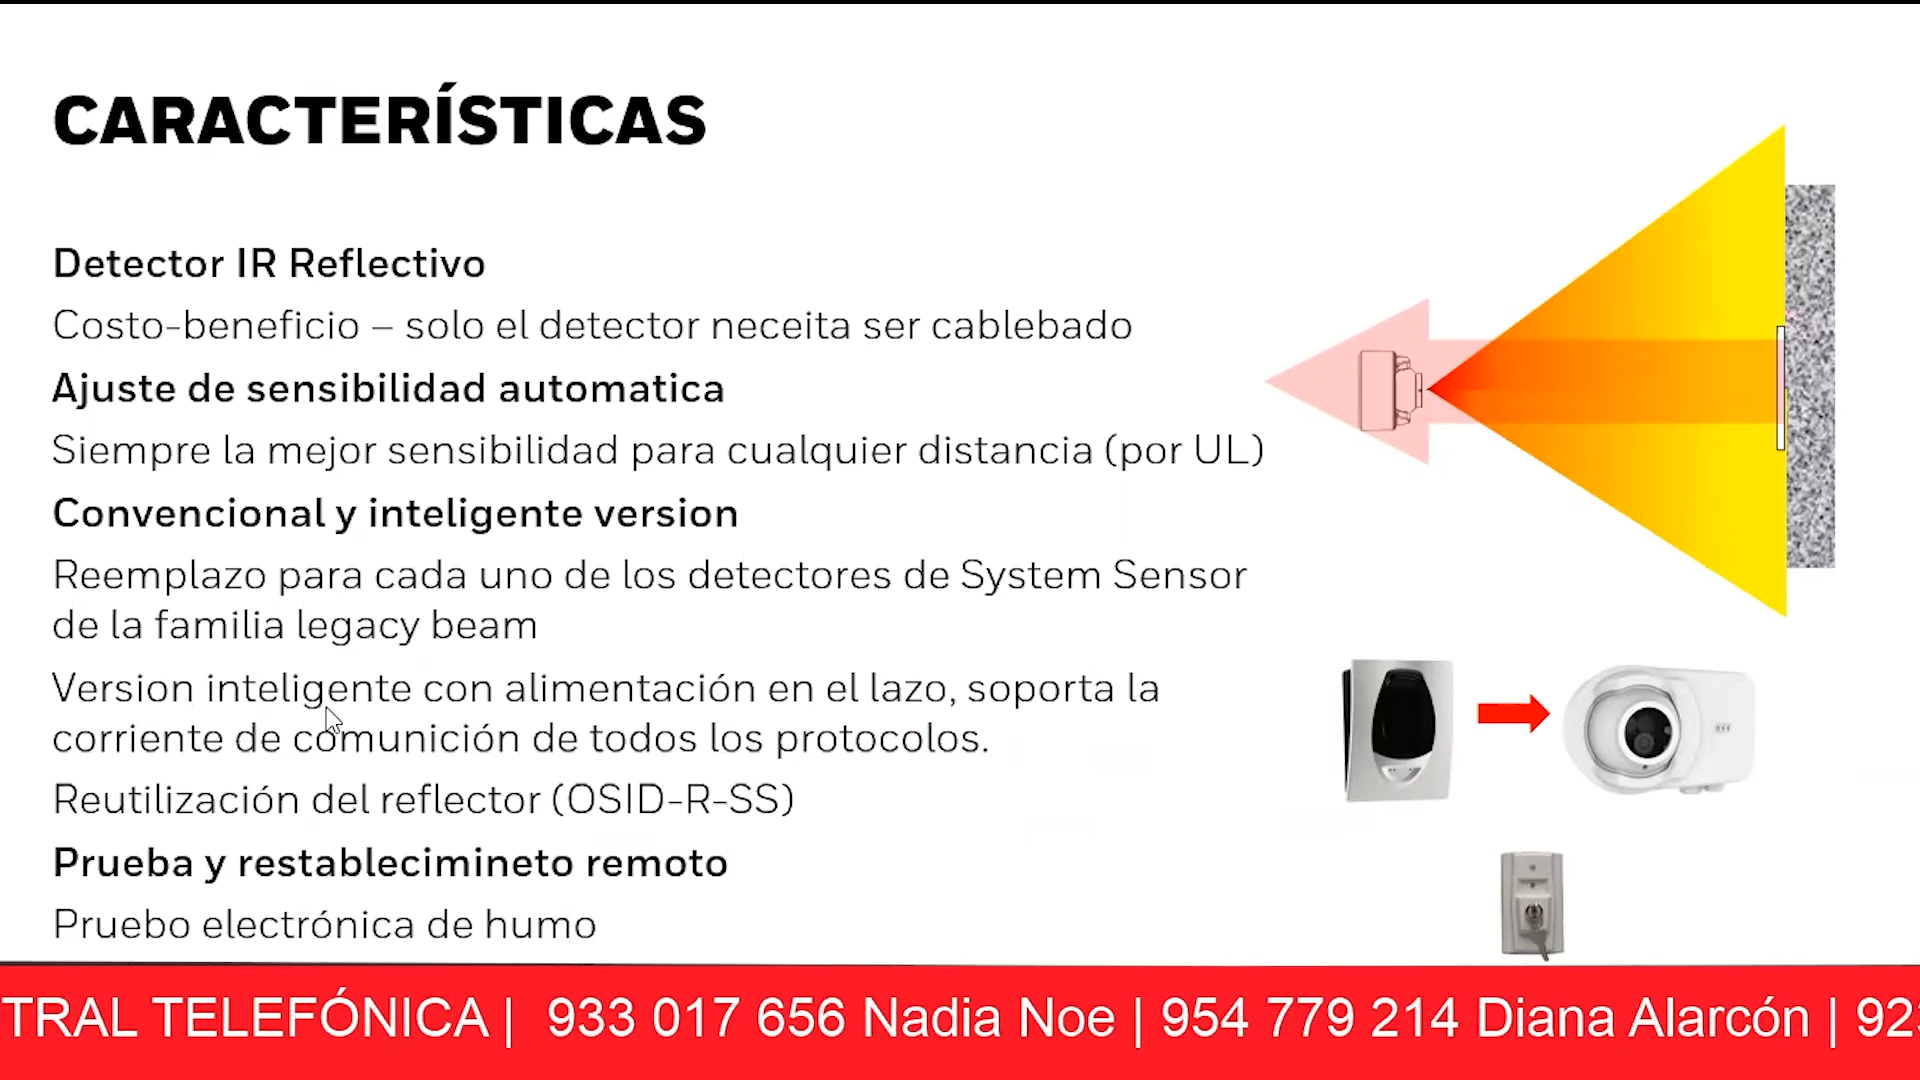 CARACTERÍSTICAS
Detector IR Reflectivo
Costo-beneficio – solo el detector neceita ser cablebado
Ajuste de sensibilidad automatica
Siempre la mejor sensibilidad para cualquier distancia (por UL)
Convencional y inteligente version
Reemplazo para cada uno de los detectores de System Sensor
de la familia legacy beam
Version inteligente con alimentación en el lazo, soporta la
corriente de comunición de todos los protocolos.
Reutilización del reflector (OSID-R-SS)
Prueba y restablecimineto remoto
Pruebo electrónica de humo
TRAL TELEFÓNICA | 933 017 656 Nadia Noe | 954 779 214 Diana Alarcón | 92